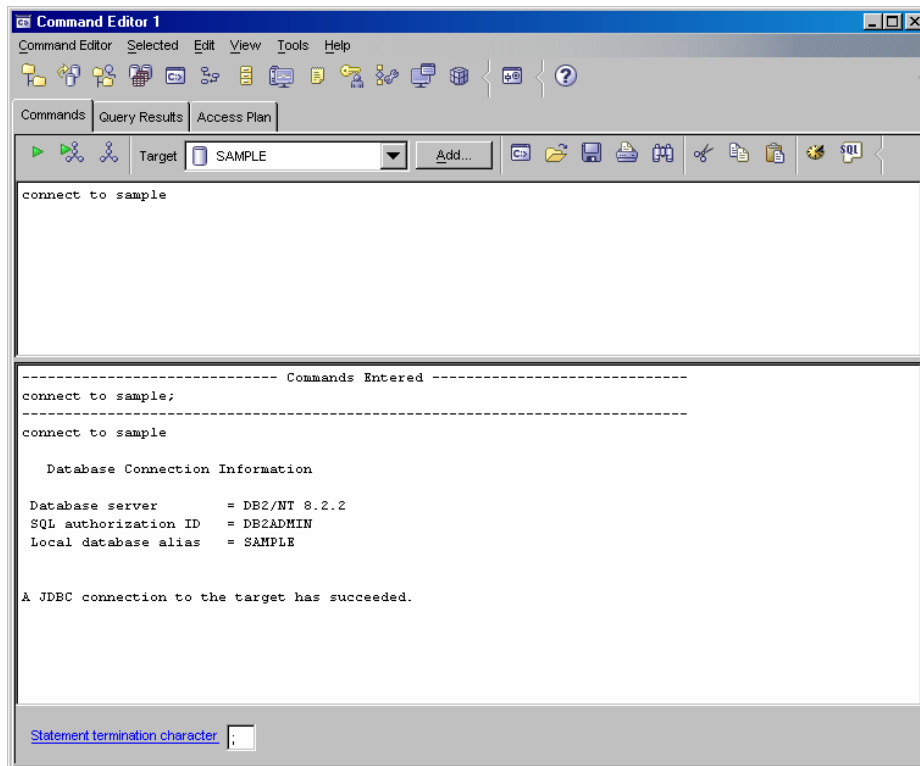 Command Editor 1
Command Editor Selected Edit View Tools Help
Commands Query Results Access Plan
Target SAMPLE Add... SQL
connect to sample
------------------------------ Commands Entered ------------------------------
connect to sample;
------------------------------------------------------------------------------
connect to sample

Database Connection Information

Database server = DB2/NT 8.2.2
SQL authorization ID = DB2ADMIN
Local database alias = SAMPLE

A JDBC connection to the target has succeeded.

Statement termination character ;